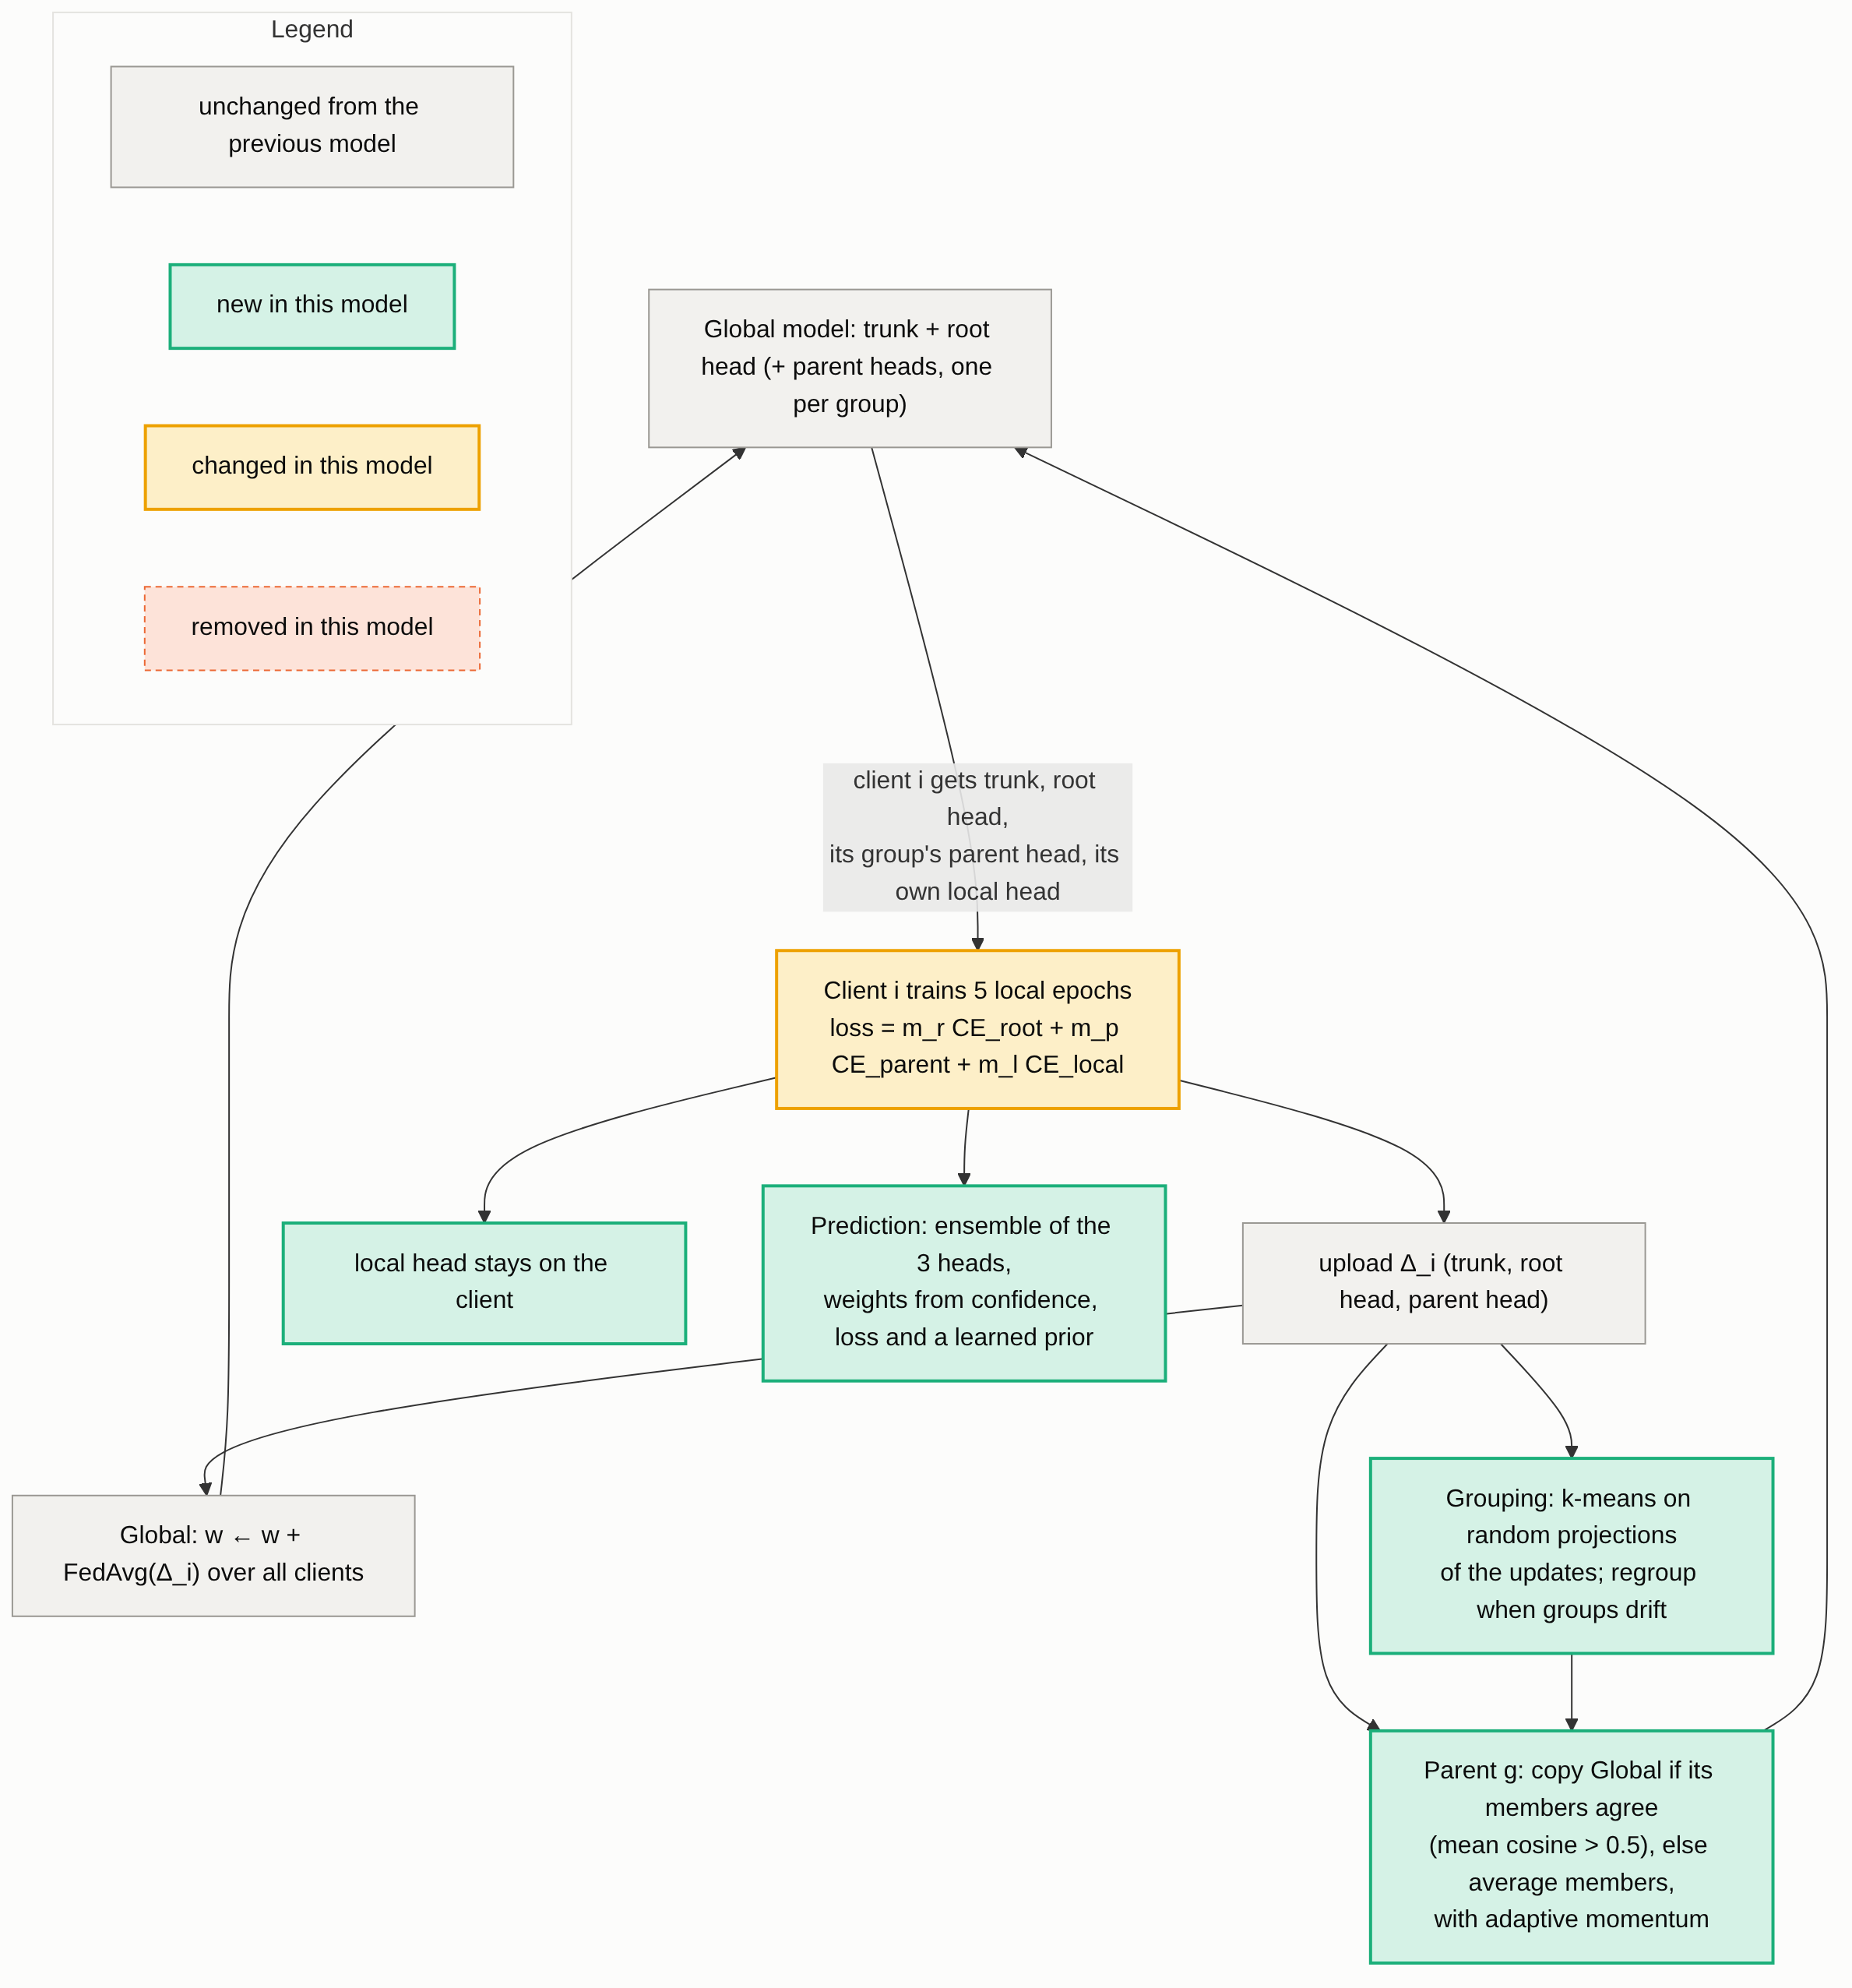 Legend
unchanged from the
previous model
new in this model
changed in this model
removed in this model
Global model: trunk + root
head (+ parent heads, one
per group)
client i gets trunk, root
head,
its group's parent head, its
own local head
Client i trains 5 local epochs
loss = m_r CE_root + m_p
CE_parent + m_l CE_local
local head stays on the
client
Prediction: ensemble of the
3 heads,
weights from confidence,
loss and a learned prior
upload Δ_i (trunk, root
head, parent head)
Global: w ← w +
FedAvg(Δ_i) over all clients
Grouping: k-means on
random projections
of the updates; regroup
when groups drift
Parent g: copy Global if its
members agree
(mean cosine > 0.5), else
average members,
with adaptive momentum